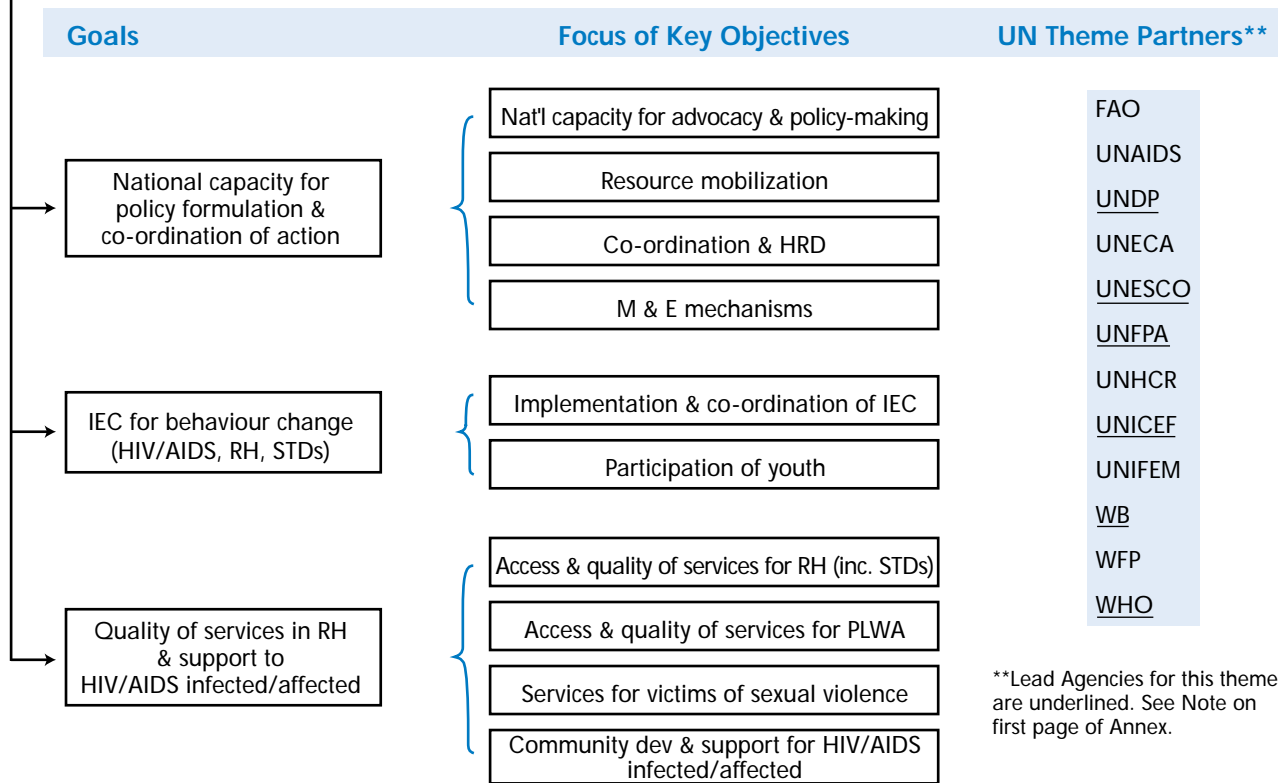 Goals
Focus of Key Objectives
UN Theme Partners**
National capacity for
policy formulation &
co-ordination of action
Nat'l capacity for advocacy & policy-making
Resource mobilization
Co-ordination & HRD
M & E mechanisms
IEC for behaviour change
(HIV/AIDS, RH, STDs)
Implementation & co-ordination of IEC
Participation of youth
Quality of services in RH
& support to
HIV/AIDS infected/affected
Access & quality of services for RH (inc. STDs)
Access & quality of services for PLWA
Services for victims of sexual violence
Community dev & support for HIV/AIDS
infected/affected
FAO
UNAIDS
UNDP
UNECA
UNESCO
UNFPA
UNHCR
UNICEF
UNIFEM
WB
WFP
WHO
**Lead Agencies for this theme
are underlined. See Note on
first page of Annex.